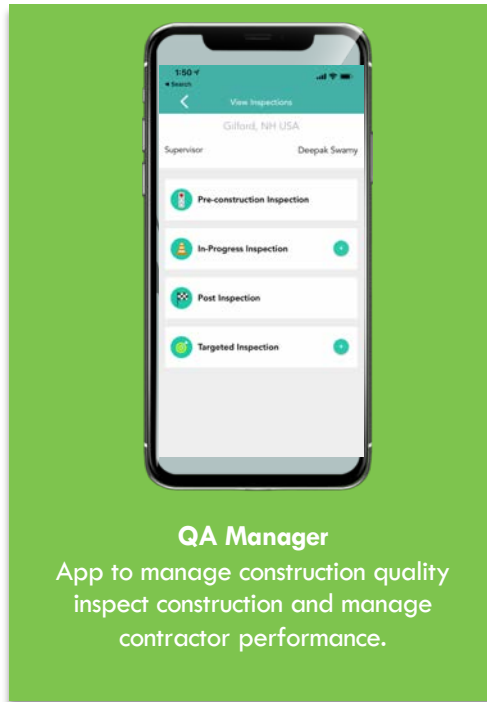 1:50
Search
View Inspections
Gilford, NH USA
Supervisor Deepak Swamy
Pre-construction Inspection
In-Progress Inspection
Post Inspection
Targeted Inspection
QA Manager
App to manage construction quality
inspect construction and manage
contractor performance.